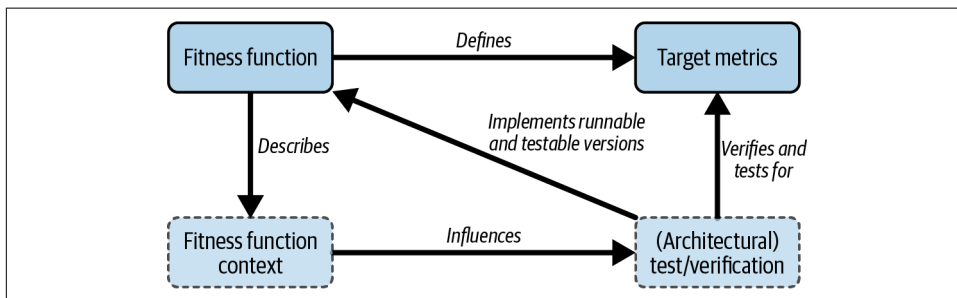 Defines
Fitness function
Target metrics
Implements runnable
and testable versions
Describes
Verifies and
tests for
Fitness function
context
Influences
(Architectural)
test/verification